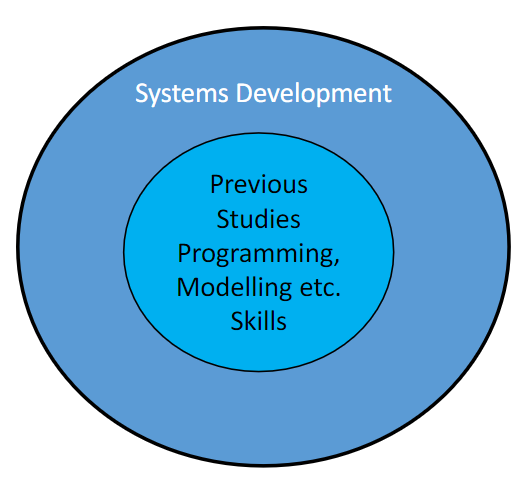 Systems Development
Previous
Studies
Programming,
Modelling etc.
Skills